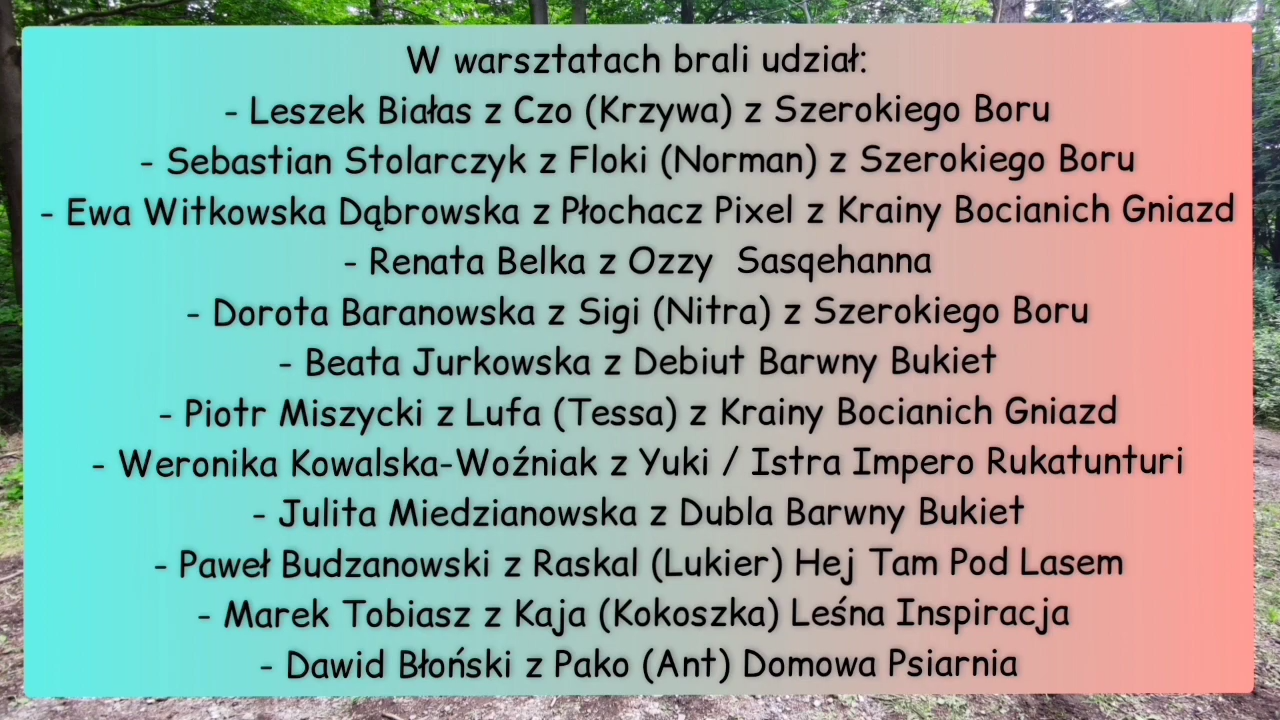 W warsztatach brali udział:
- Leszek Białas z Czo (Krzywa) z Szerokiego Boru
- Sebastian Stolarczyk z Floki (Norman) z Szerokiego Boru
- Ewa Witkowska Dąbrowska z Płochacz Pixel z Krainy Bocianich Gniazd
- Renata Belka z Ozzy  Sasqehanna
- Dorota Baranowska z Sigi (Nitra) z Szerokiego Boru
- Beata Jurkowska z Debiut Barwny Bukiet
- Piotr Miszycki z Lufa (Tessa) z Krainy Bocianich Gniazd
- Weronika Kowalska-Woźniak z Yuki / Istra Impero Rukatunturi
- Julita Miedzianowska z Dubla Barwny Bukiet
- Paweł Budzanowski z Raskal (Lukier) Hej Tam Pod Lasem
- Marek Tobiasz z Kaja (Kokoszka) Leśna Inspiracja
- Dawid Błoński z Pako (Ant) Domowa Psiarnia